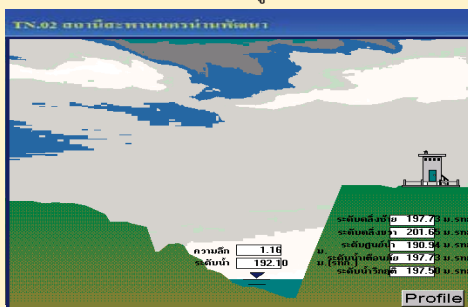 TN.02 สถานีสะพานนครน่านพัฒนา
ระดับตลิ่งซ้าย 197.73 ม.รทก
ระดับตลิ่งขวา 201.65 ม.รทก
ความลึก 1.16 ม.
ระดับศูนย์เสา 190.94 ม.รทก
ระดับน้ำ 192.10 ม.(รทก.)
ระดับน้ำเตือนภัย 197.73 ม.รทก
ระดับน้ำวิกฤติ 197.50 ม.รทก
Profile